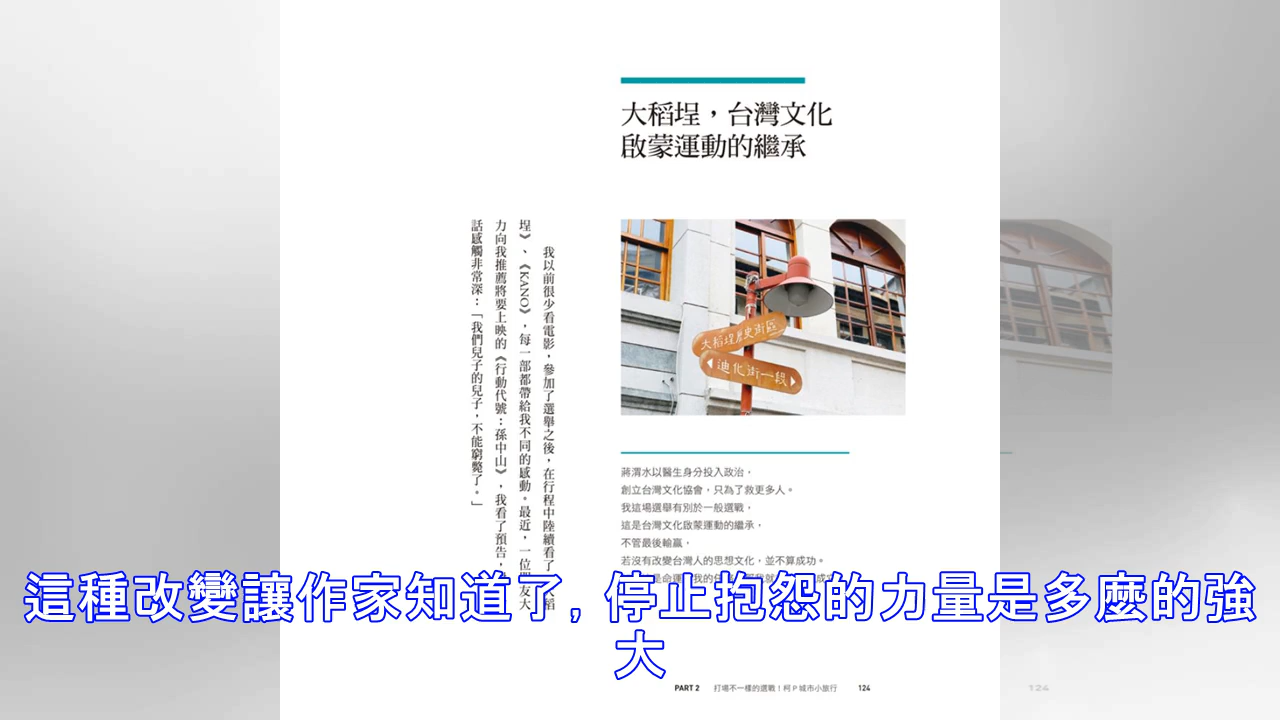 大稻埕，台灣文化
啟蒙運動的繼承
大稻埕歷史街區
迪化街一段
蔣渭水以醫生身分投入政治，
創立台灣文化協會，只為了救更多人。
我這場選舉有別於一般選戰，
這是台灣文化啟蒙運動的繼承，
不管最後輸贏，
若沒有改變台灣人的思想文化，並不算成功。
我以前很少看電影，參加了選舉之後，在行程中陸續看了
稻
埕》、《KANO》，每一部都帶給我不同的感動。最近，一位
友大
力向我推薦將要上映的《行動代號：孫中山》，我看了預告，
話感觸非常深：「我們兒子的兒子，不能窮斃了。」
這種改變讓作家知道了, 停止抱怨的力量是多麼的強
大
PART 2 打場不一樣的選戰！柯P城市小旅行 124
124